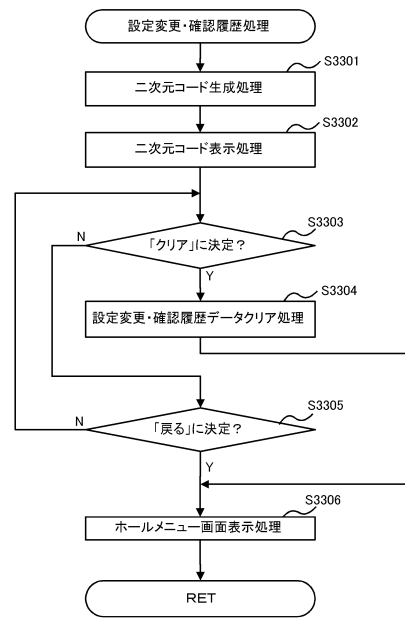 設定変更・確認履歴処理
S3301
二次元コード生成処理
S3302
二次元コード表示処理
S3303
N
「クリア」に決定?
Y
S3304
設定変更・確認履歴データクリア処理
S3305
N
「戻る」に決定?
Y
S3306
ホールメニュー画面表示処理
RET